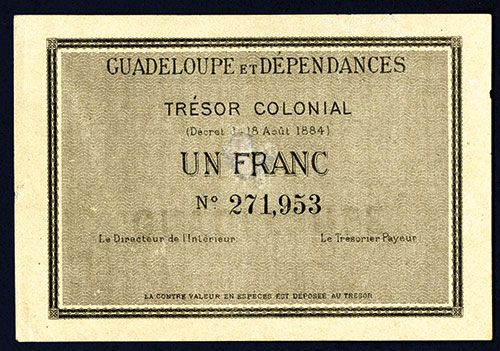 GUADELOUPE ET DÉPENDANCES
TRÉSOR COLONIAL
(Décret du 18 Août 1884)
UN FRANC
Nº 271,953
Le Directeur de l'Intérieur
Le Trésorier Payeur
LA CONTRE VALEUR EN ESPÈCES EST DÉPOSÉE AU TRÉSOR